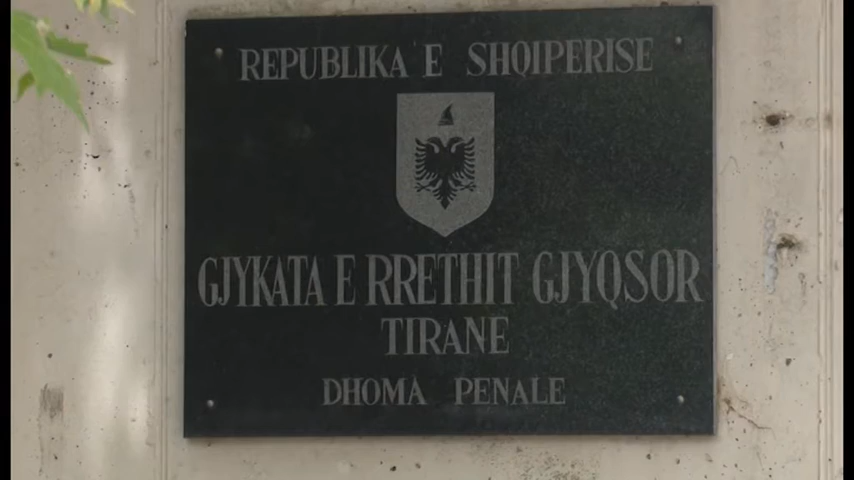 REPUBLIKA E SHQIPERISE
GJYKATA E RRETHIT GJYQSOR
TIRANE
DHOMA PENALE